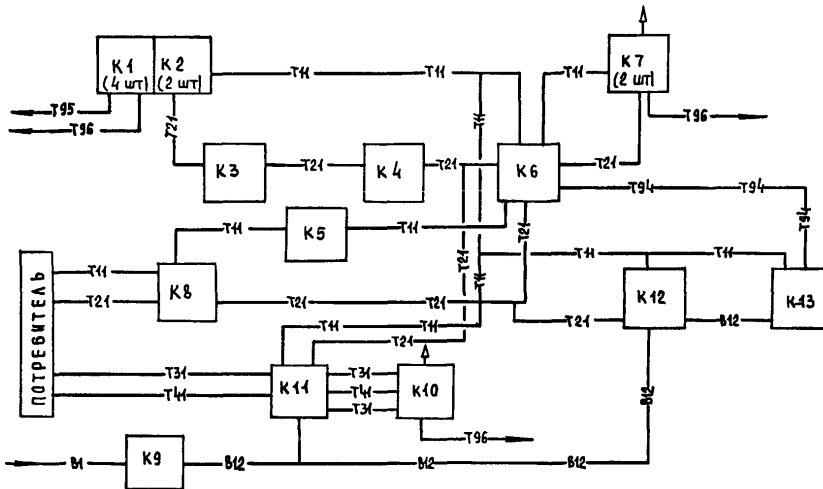 К1 К2 Т11 Т11 К7
(4 шт) (2 шт) Т11 (2 шт)
Т95
Т96 Т21 Т11 Т96
К3 Т21 К4 Т21 К6 Т21
Т94 Т94
К5 Т94
Т11 Т11 Т21 Т21
ПОТРЕБИТЕЛЬ Т11 К8 Т11 Т11 Т11
Т21 Т21 Т21 К12 К13
Т11 Т11 Т21 В12
Т21
Т31 К11 Т31 К10
Т41 Т41
Т31 В12
Т96
В1 К9 В12 В12 В12